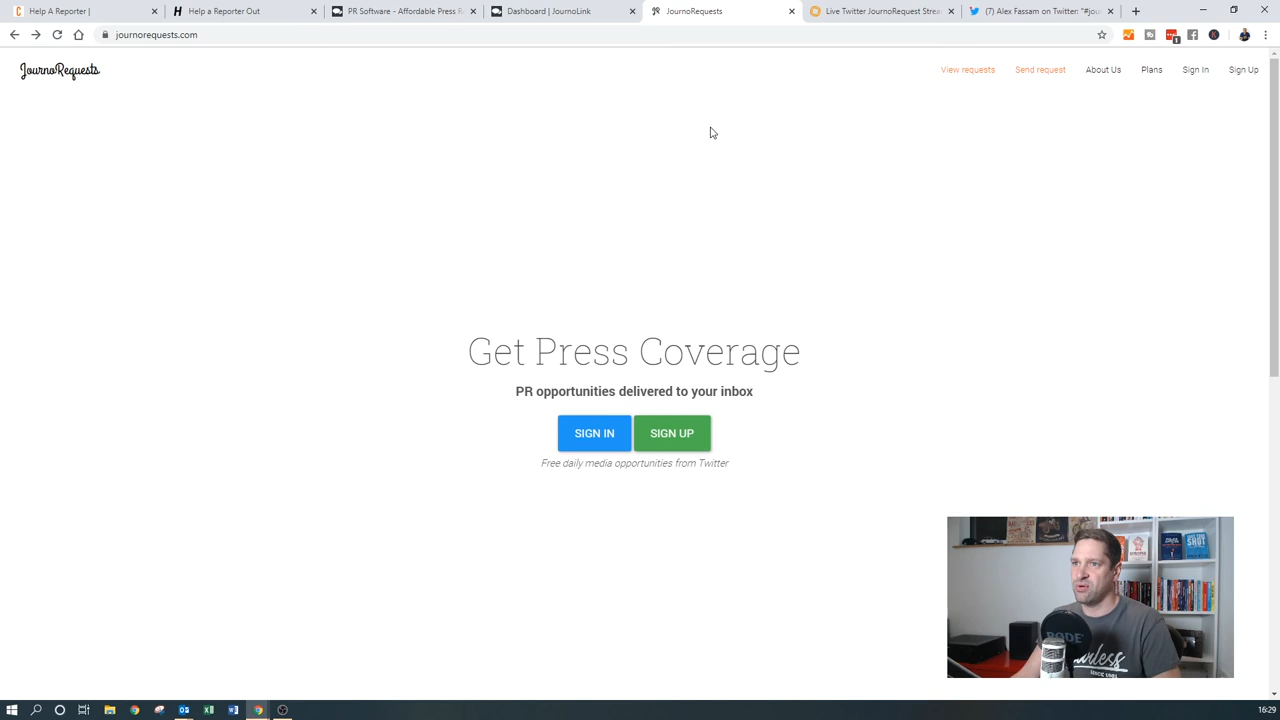 Help A Reporter |
Help a Reporter Out
PR Software - Affordable Press Re
Dashboard | JournoLink
JournoRequests
Live Twitter JournoRequest Strea
(7) Alex Fassam on Twitter: "#jou
journorequests.com
JournoRequests
View requests
Send request
About Us
Plans
Sign In
Sign Up
Get Press Coverage
PR opportunities delivered to your inbox
SIGN IN
SIGN UP
Free daily media opportunities from Twitter
RODE
16:29